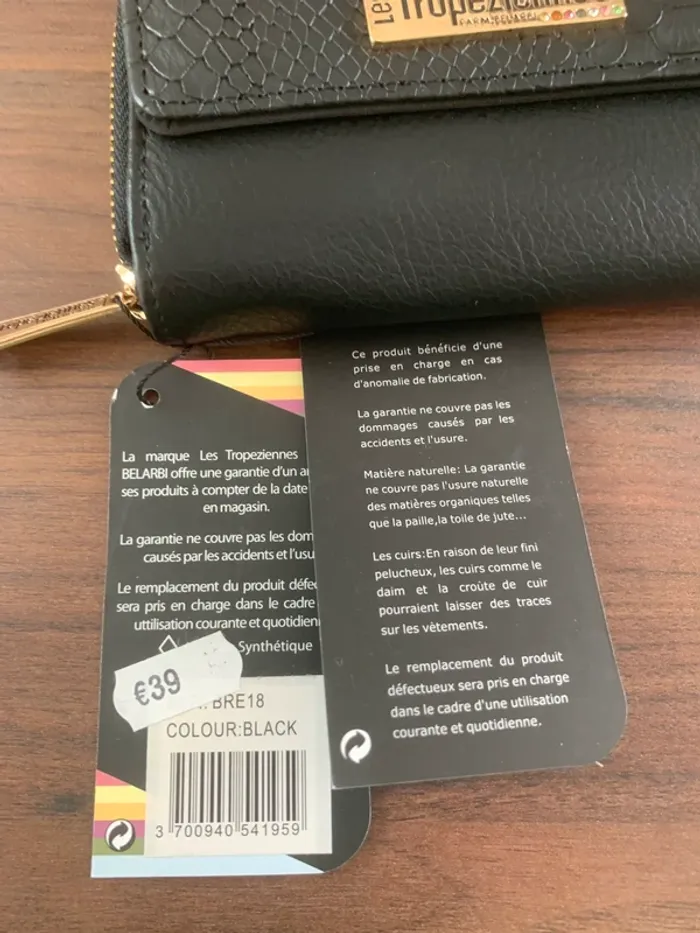 LES
Tropeziennes
PAR M.BELARBI
Ce produit bénéficie d'une
prise en charge en cas
d'anomalie de fabrication.
La garantie ne couvre pas les
dommages causés par les
accidents et l'usure.
Matière naturelle: La garantie
ne couvre pas l'usure naturelle
des matières organiques telles
que la paille,la toile de jute...
Les cuirs:En raison de leur fini
pelucheux, les cuirs comme le
daim et la croûte de cuir
pourraient laisser des traces
sur les vêtements.
Le remplacement du produit
défectueux sera pris en charge
dans le cadre d'une utilisation
courante et quotidienne.
La marque Les Tropeziennes
BELARBI offre une garantie d'un
ses produits à compter de la date
en magasin.
La garantie ne couvre pas les dom
causés par les accidents et l'usu
Le remplacement du produit défe
sera pris en charge dans le cadre
uttilisation courante et quotidien
Synthétique
€39
BRE18
COLOUR:BLACK
3 700940 541959